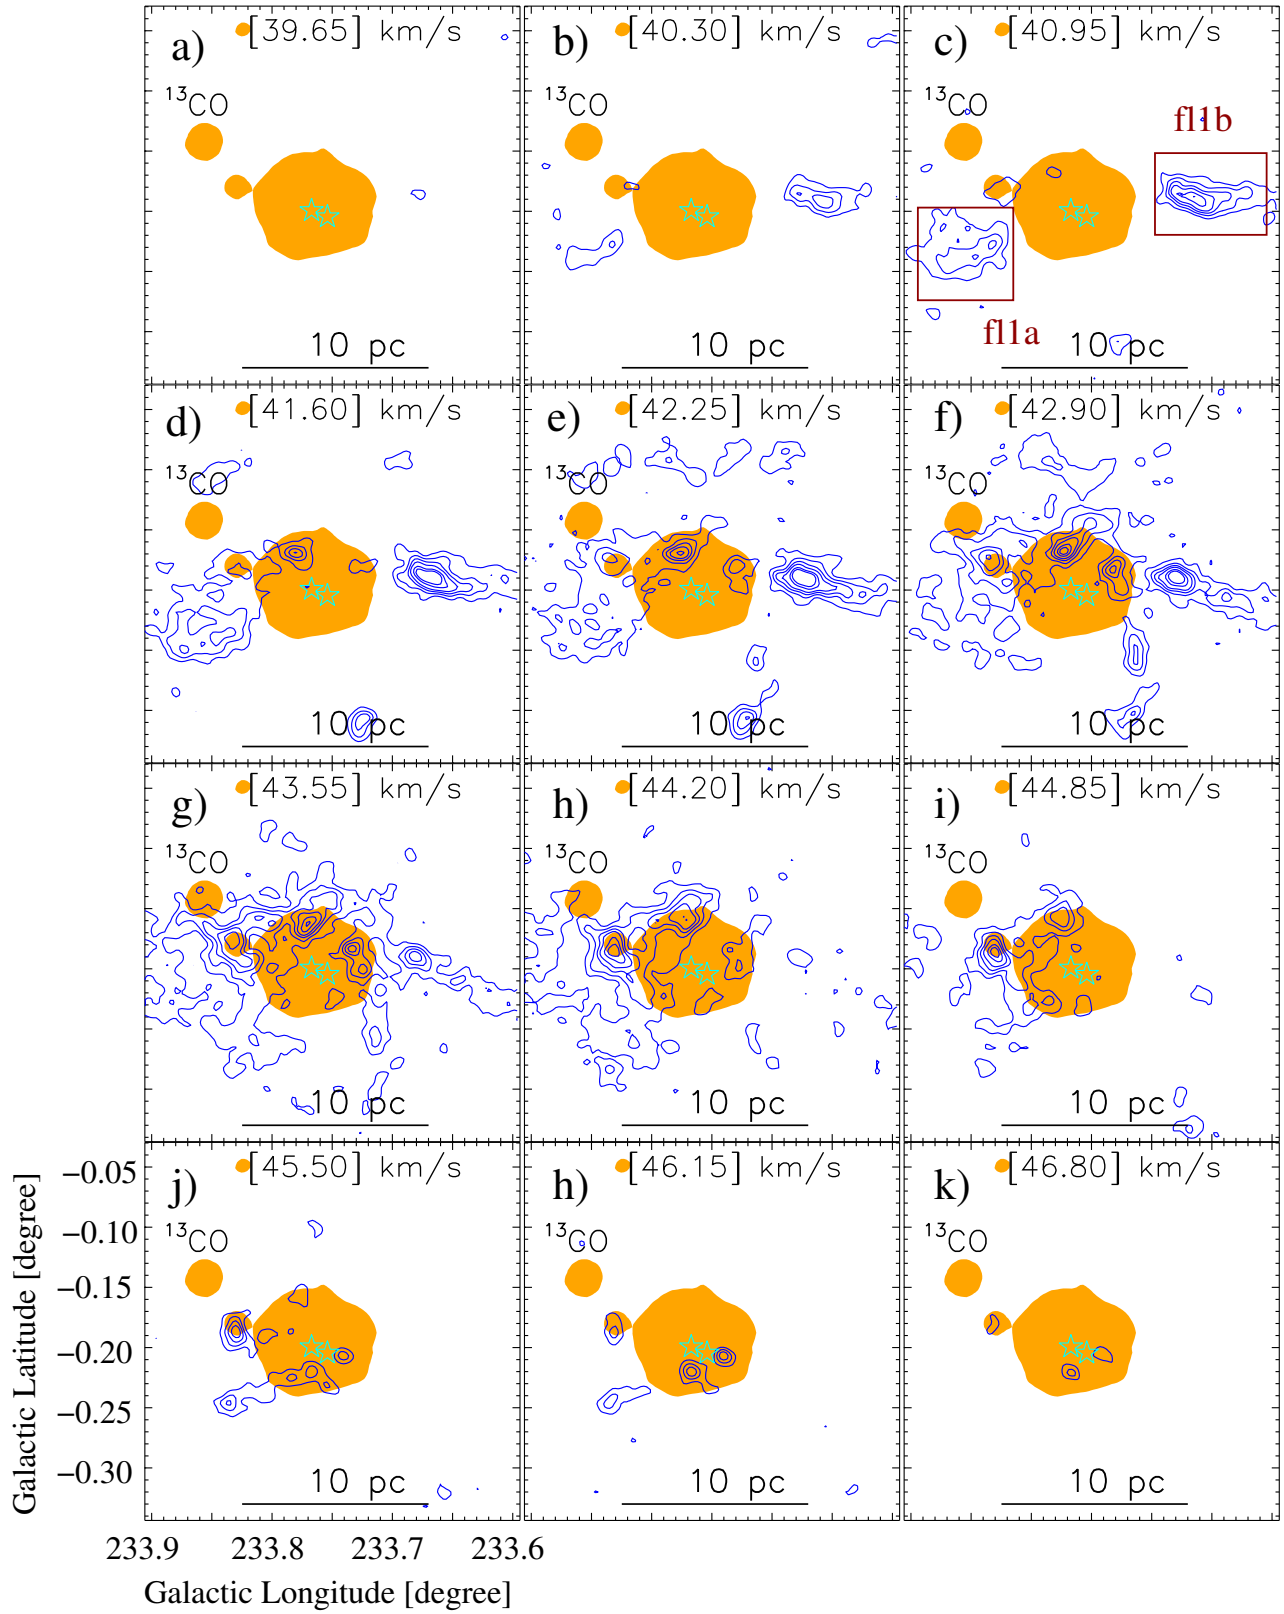 a) [39.65] km/s
¹³CO
10 pc
b) [40.30] km/s
¹³CO
10 pc
c) [40.95] km/s
¹³CO
fl1b
fl1a
10 pc
d) [41.60] km/s
¹³CO
10 pc
e) [42.25] km/s
¹³CO
10 pc
f) [42.90] km/s
¹³CO
10 pc
g) [43.55] km/s
¹³CO
10 pc
h) [44.20] km/s
¹³CO
10 pc
i) [44.85] km/s
¹³CO
10 pc
j) [45.50] km/s
¹³CO
10 pc
h) [46.15] km/s
¹³CO
10 pc
k) [46.80] km/s
¹³CO
10 pc
Galactic Latitude [degree]
−0.05
−0.10
−0.15
−0.20
−0.25
−0.30
233.9 233.8 233.7 233.6
Galactic Longitude [degree]